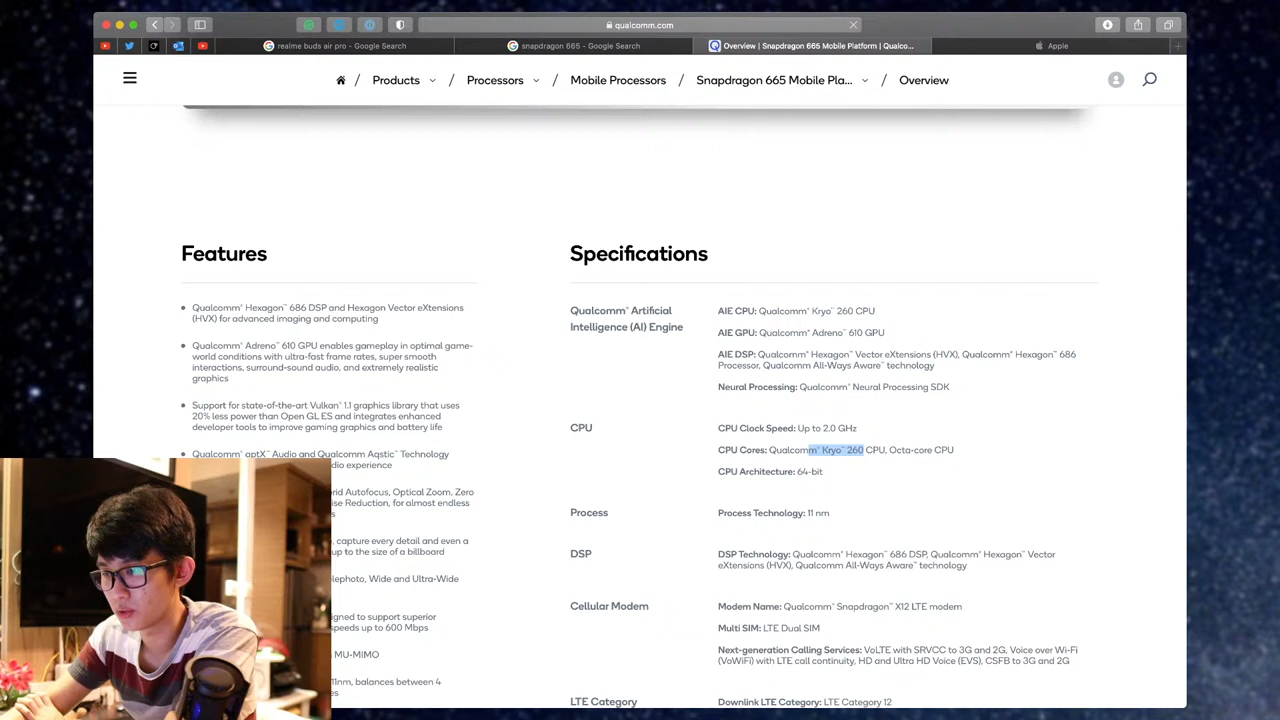 qualcomm.com
realme buds air pro - Google Search
snapdragon 665 - Google Search
Overview | Snapdragon 665 Mobile Platform | Qualco...
Apple
/ Products / Processors / Mobile Processors / Snapdragon 665 Mobile Pla... / Overview
Features
Qualcomm® Hexagon™ 686 DSP and Hexagon Vector eXtensions
(HVX) for advanced imaging and computing
Qualcomm® Adreno™ 610 GPU enables gameplay in optimal game-
world conditions with ultra-fast frame rates, super smooth
interactions, surround-sound audio, and extremely realistic
graphics
Support for state-of-the-art Vulkan® 1.1 graphics library that uses
20% less power than Open GL ES and integrates enhanced
developer tools to improve gaming graphics and battery life
Qualcomm® aptX™ Audio and Qualcomm Aqstic™ Technology
dio experience
rid Autofocus, Optical Zoom, Zero
ise Reduction, for almost endless
s
, capture every detail and even a
up to the size of a billboard
lephoto, Wide and Ultra-Wide
igned to support superior
speeds up to 600 Mbps
MU-MIMO
11nm, balances between 4
es
Specifications
Qualcomm® Artificial
Intelligence (AI) Engine
AIE CPU: Qualcomm® Kryo™ 260 CPU
AIE GPU: Qualcomm® Adreno™ 610 GPU
AIE DSP: Qualcomm® Hexagon™ Vector eXtensions (HVX), Qualcomm® Hexagon™ 686
Processor, Qualcomm All-Ways Aware™ technology
Neural Processing: Qualcomm® Neural Processing SDK
CPU
CPU Clock Speed: Up to 2.0 GHz
CPU Cores: Qualcomm® Kryo™ 260 CPU, Octa-core CPU
CPU Architecture: 64-bit
Process
Process Technology: 11 nm
DSP
DSP Technology: Qualcomm® Hexagon™ 686 DSP, Qualcomm® Hexagon™ Vector
eXtensions (HVX), Qualcomm All-Ways Aware™ technology
Cellular Modem
Modem Name: Qualcomm® Snapdragon™ X12 LTE modem
Multi SIM: LTE Dual SIM
Next-generation Calling Services: VoLTE with SRVCC to 3G and 2G, Voice over Wi-Fi
(VoWiFi) with LTE call continuity, HD and Ultra HD Voice (EVS), CSFB to 3G and 2G
LTE Category
Downlink LTE Category: LTE Category 12